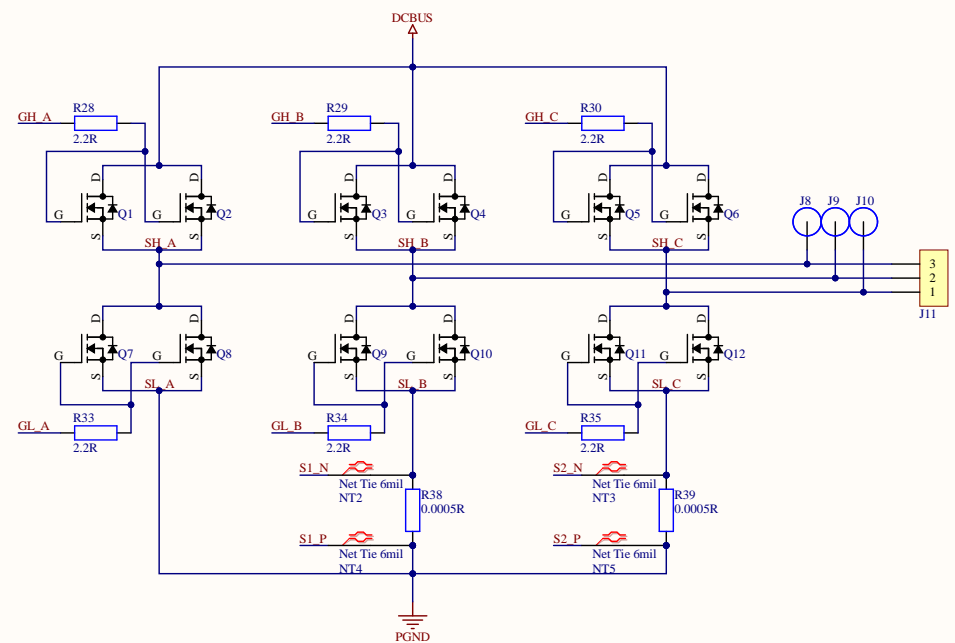 DCBUS
GH_A
R28
2.2R
GH_B
R29
2.2R
GH_C
R30
2.2R
D
D
D
D
D
D
G
Q1
G
Q2
G
Q3
G
Q4
G
Q5
G
Q6
S
S
S
S
S
S
SH_A
SH_B
SH_C
J8
J9
J10
3
2
1
J11
D
D
D
D
D
D
G
Q7
G
Q8
G
Q9
G
Q10
G
Q11
G
Q12
S
S
S
S
S
S
SL_A
SL_B
SL_C
GL_A
R33
2.2R
GL_B
R34
2.2R
GL_C
R35
2.2R
S1_N
Net Tie 6mil
NT2
R38
0.0005R
S1_P
Net Tie 6mil
NT4
S2_N
Net Tie 6mil
NT3
R39
0.0005R
S2_P
Net Tie 6mil
NT5
PGND